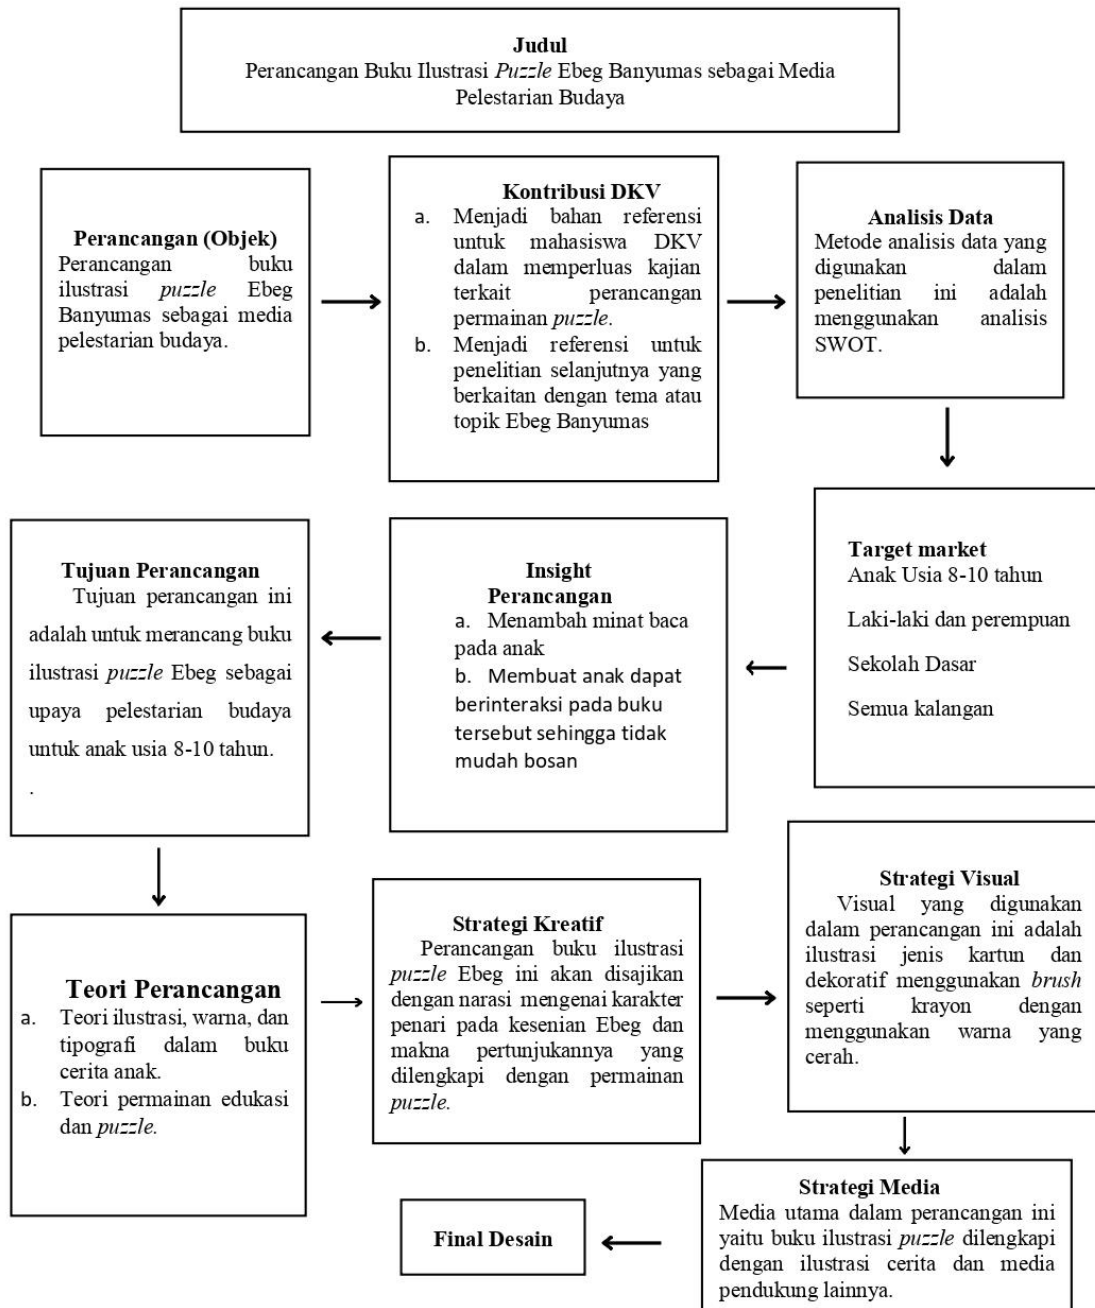 Judul
Perancangan Buku Ilustrasi Puzzle Ebeg Banyumas sebagai Media
Pelestarian Budaya
Perancangan (Objek)
Perancangan buku
ilustrasi puzzle Ebeg
Banyumas sebagai media
pelestarian budaya.
Kontribusi DKV
a. Menjadi bahan referensi
untuk mahasiswa DKV
dalam memperluas kajian
terkait perancangan
permainan puzzle.
b. Menjadi referensi untuk
penelitian selanjutnya yang
berkaitan dengan tema atau
topik Ebeg Banyumas
Analisis Data
Metode analisis data yang
digunakan dalam
penelitian ini adalah
menggunakan analisis
SWOT.
Target market
Anak Usia 8-10 tahun
Laki-laki dan perempuan
Sekolah Dasar
Semua kalangan
Insight
Perancangan
a. Menambah minat baca
pada anak
b. Membuat anak dapat
berinteraksi pada buku
tersebut sehingga tidak
mudah bosan
Tujuan Perancangan
Tujuan perancangan ini
adalah untuk merancang buku
ilustrasi puzzle Ebeg sebagai
upaya pelestarian budaya
untuk anak usia 8-10 tahun.
.
Teori Perancangan
a. Teori ilustrasi, warna, dan
tipografi dalam buku
cerita anak.
b. Teori permainan edukasi
dan puzzle.
Strategi Kreatif
Perancangan buku ilustrasi
puzzle Ebeg ini akan disajikan
dengan narasi mengenai karakter
penari pada kesenian Ebeg dan
makna pertunjukannya yang
dilengkapi dengan permainan
puzzle.
Strategi Visual
Visual yang digunakan
dalam perancangan ini adalah
ilustrasi jenis kartun dan
dekoratif menggunakan brush
seperti krayon dengan
menggunakan warna yang
cerah.
Strategi Media
Media utama dalam perancangan ini
yaitu buku ilustrasi puzzle dilengkapi
dengan ilustrasi cerita dan media
pendukung lainnya.
Final Desain